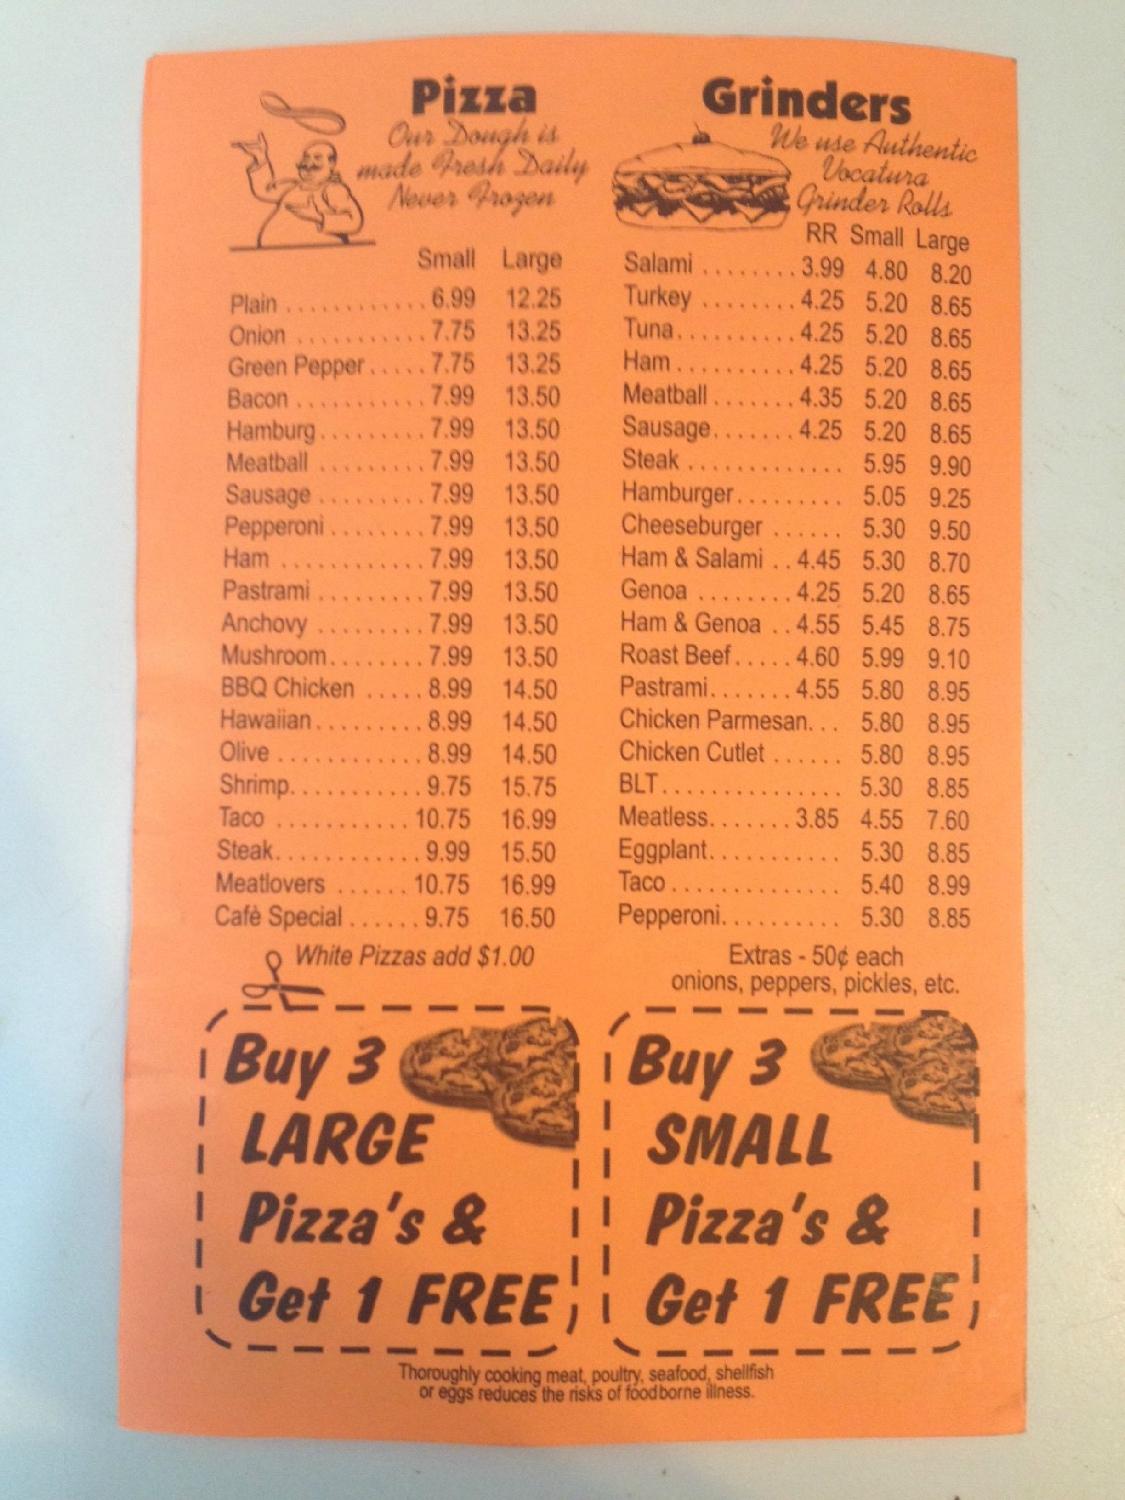 Pizza
Our Dough is
made Fresh Daily
Never Frozen
Small Large
Plain ............ 6.99 12.25
Onion ........... 7.75 13.25
Green Pepper ..... 7.75 13.25
Bacon ........... 7.99 13.50
Hamburg ......... 7.99 13.50
Meatball ......... 7.99 13.50
Sausage ......... 7.99 13.50
Pepperoni ........ 7.99 13.50
Ham ............ 7.99 13.50
Pastrami ......... 7.99 13.50
Anchovy ......... 7.99 13.50
Mushroom ........ 7.99 13.50
BBQ Chicken ..... 8.99 14.50
Hawaiian ......... 8.99 14.50
Olive ............ 8.99 14.50
Shrimp ........... 9.75 15.75
Taco ............ 10.75 16.99
Steak ............ 9.99 15.50
Meatlovers ...... 10.75 16.99
Cafè Special ...... 9.75 16.50
White Pizzas add $1.00
Grinders
We use Authentic
Vocatura
Grinder Rolls
RR Small Large
Salami ........ 3.99 4.80 8.20
Turkey ........ 4.25 5.20 8.65
Tuna .......... 4.25 5.20 8.65
Ham .......... 4.25 5.20 8.65
Meatball ....... 4.35 5.20 8.65
Sausage ....... 4.25 5.20 8.65
Steak ............. 5.95 9.90
Hamburger ......... 5.05 9.25
Cheeseburger ...... 5.30 9.50
Ham & Salami .. 4.45 5.30 8.70
Genoa ........ 4.25 5.20 8.65
Ham & Genoa .. 4.55 5.45 8.75
Roast Beef ..... 4.60 5.99 9.10
Pastrami ....... 4.55 5.80 8.95
Chicken Parmesan ... 5.80 8.95
Chicken Cutlet ...... 5.80 8.95
BLT ............... 5.30 8.85
Meatless ....... 3.85 4.55 7.60
Eggplant ........... 5.30 8.85
Taco .............. 5.40 8.99
Pepperoni .......... 5.30 8.85
Extras - 50¢ each
onions, peppers, pickles, etc.
Buy 3
LARGE
Pizza's &
Get 1 FREE
Buy 3
SMALL
Pizza's &
Get 1 FREE
Thoroughly cooking meat, poultry, seafood, shellfish
or eggs reduces the risks of foodborne illness.